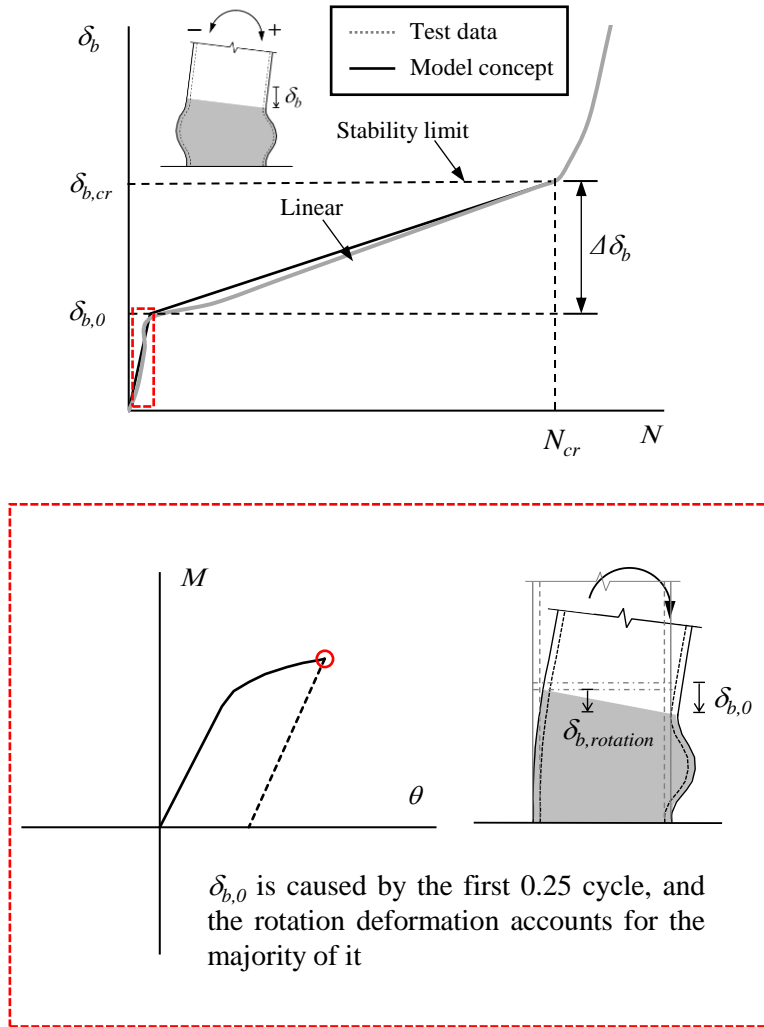 δb
− +
δb
Test data
Model concept
Stability limit
δb,cr
Linear
Δδb
δb,0
Ncr
N
M
θ
δb,0
δb,rotation
δb,0 is caused by the first 0.25 cycle, and
the rotation deformation accounts for the
majority of it